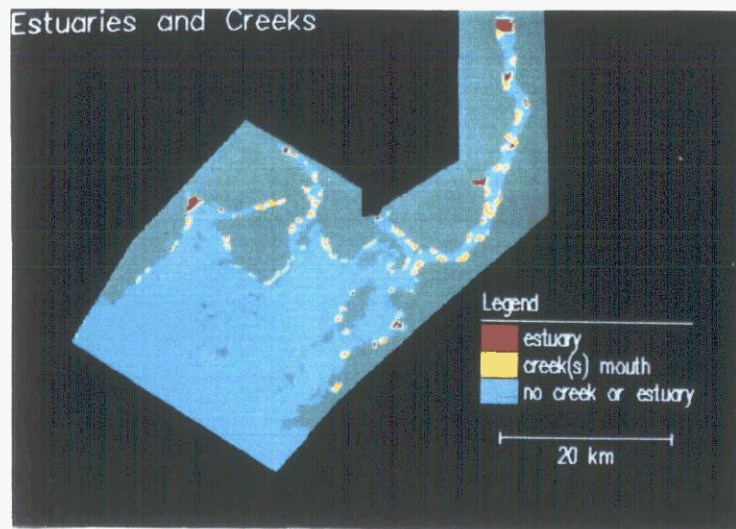 Estuaries and Creeks
Legend
estuary
creek(s) mouth
no creek or estuary
20 km